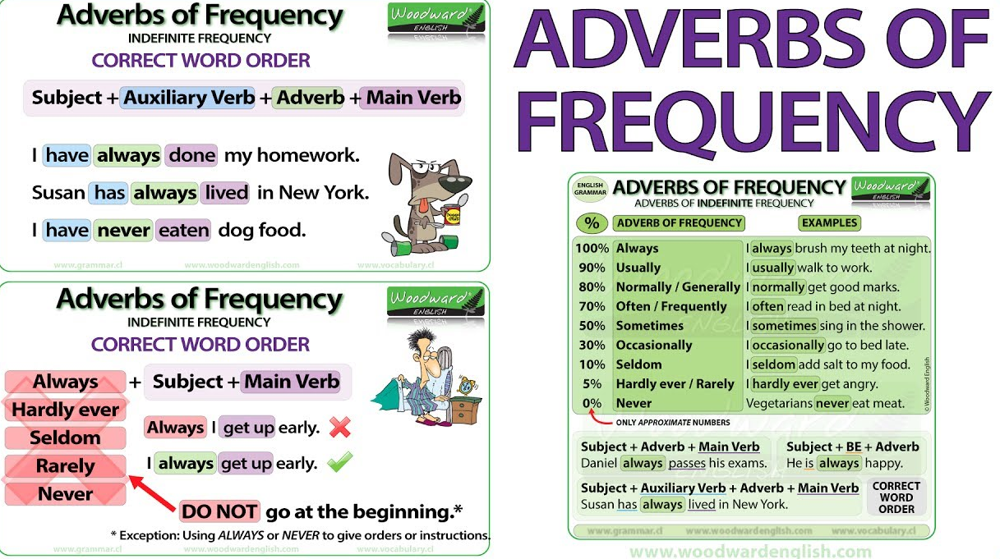 Adverbs of Frequency
Woodward®
ENGLISH
INDEFINITE FREQUENCY
CORRECT WORD ORDER
Subject + Auxiliary Verb + Adverb + Main Verb
I have always done my homework.
Susan has always lived in New York.
I have never eaten dog food.
www.grammar.cl www.woodwardenglish.com www.vocabulary.cl
Adverbs of Frequency
Woodward®
ENGLISH
INDEFINITE FREQUENCY
CORRECT WORD ORDER
Always + Subject + Main Verb
Hardly ever
Seldom
Rarely
Never
Always I get up early.
I always get up early.
DO NOT go at the beginning.*
* Exception: Using ALWAYS or NEVER to give orders or instructions.
www.grammar.cl www.woodwardenglish.com www.vocabulary.cl
ADVERBS OF
FREQUENCY
ENGLISH
GRAMMAR
ADVERBS OF FREQUENCY
ADVERBS OF INDEFINITE FREQUENCY
Woodward®
ENGLISH
% ADVERB OF FREQUENCY EXAMPLES
100% Always I always brush my teeth at night.
90% Usually I usually walk to work.
80% Normally / Generally I normally get good marks.
70% Often / Frequently I often read in bed at night.
50% Sometimes I sometimes sing in the shower.
30% Occasionally I occasionally go to bed late.
10% Seldom I seldom add salt to my food.
5% Hardly ever / Rarely I hardly ever get angry.
0% Never Vegetarians never eat meat.
© Woodward English
ONLY APPROXIMATE NUMBERS
Subject + Adverb + Main Verb
Daniel always passes his exams.
Subject + BE + Adverb
He is always happy.
Subject + Auxiliary Verb + Adverb + Main Verb
Susan has always lived in New York.
CORRECT
WORD
ORDER
www.grammar.cl www.woodwardenglish.com www.vocabulary.cl
www.woodwardenglish.com